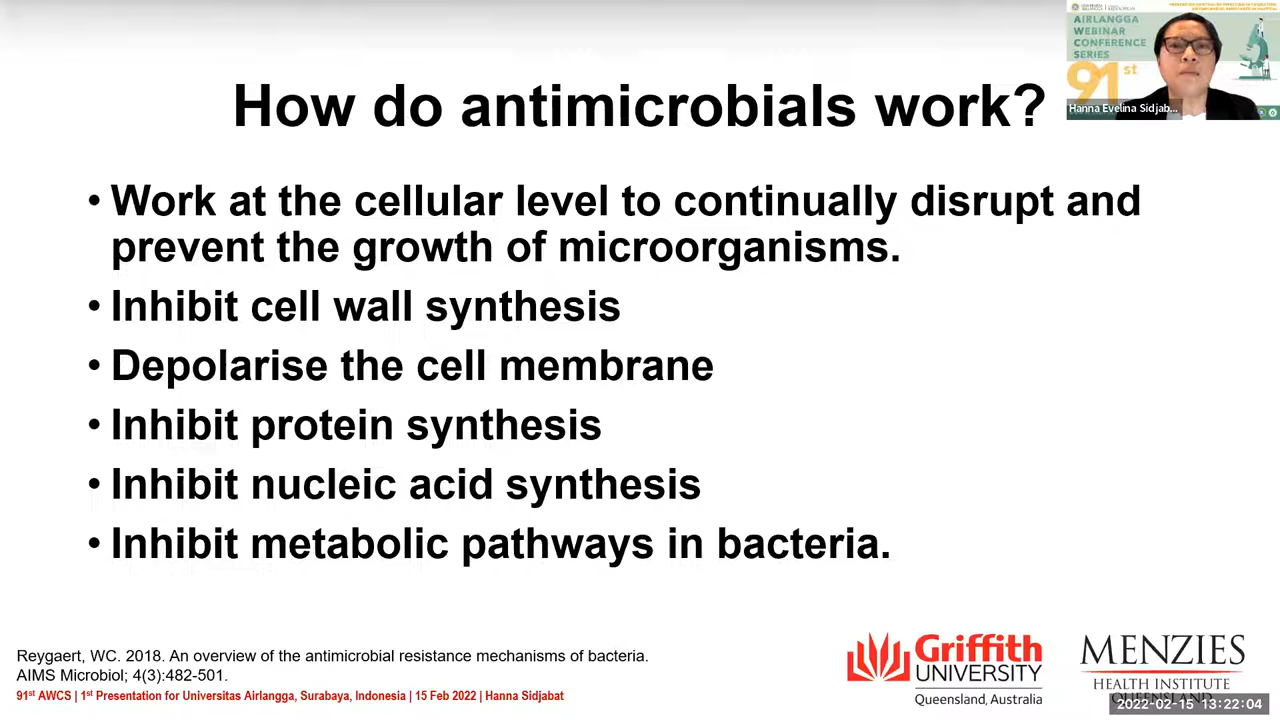 AIRLANGGA
WEBINAR
CONFERENCE
SERIES
91st
Hanna Evelina Sidjab...
How do antimicrobials work?
• Work at the cellular level to continually disrupt and
prevent the growth of microorganisms.
• Inhibit cell wall synthesis
• Depolarise the cell membrane
• Inhibit protein synthesis
• Inhibit nucleic acid synthesis
• Inhibit metabolic pathways in bacteria.
Reygaert, WC. 2018. An overview of the antimicrobial resistance mechanisms of bacteria.
AIMS Microbiol; 4(3):482-501.
91st AWCS | 1st Presentation for Universitas Airlangga, Surabaya, Indonesia | 15 Feb 2022 | Hanna Sidjabat
Griffith
UNIVERSITY
Queensland, Australia
MENZIES
HEALTH INSTITUTE
QUEENSLAND
2022-02-15 13:22:04